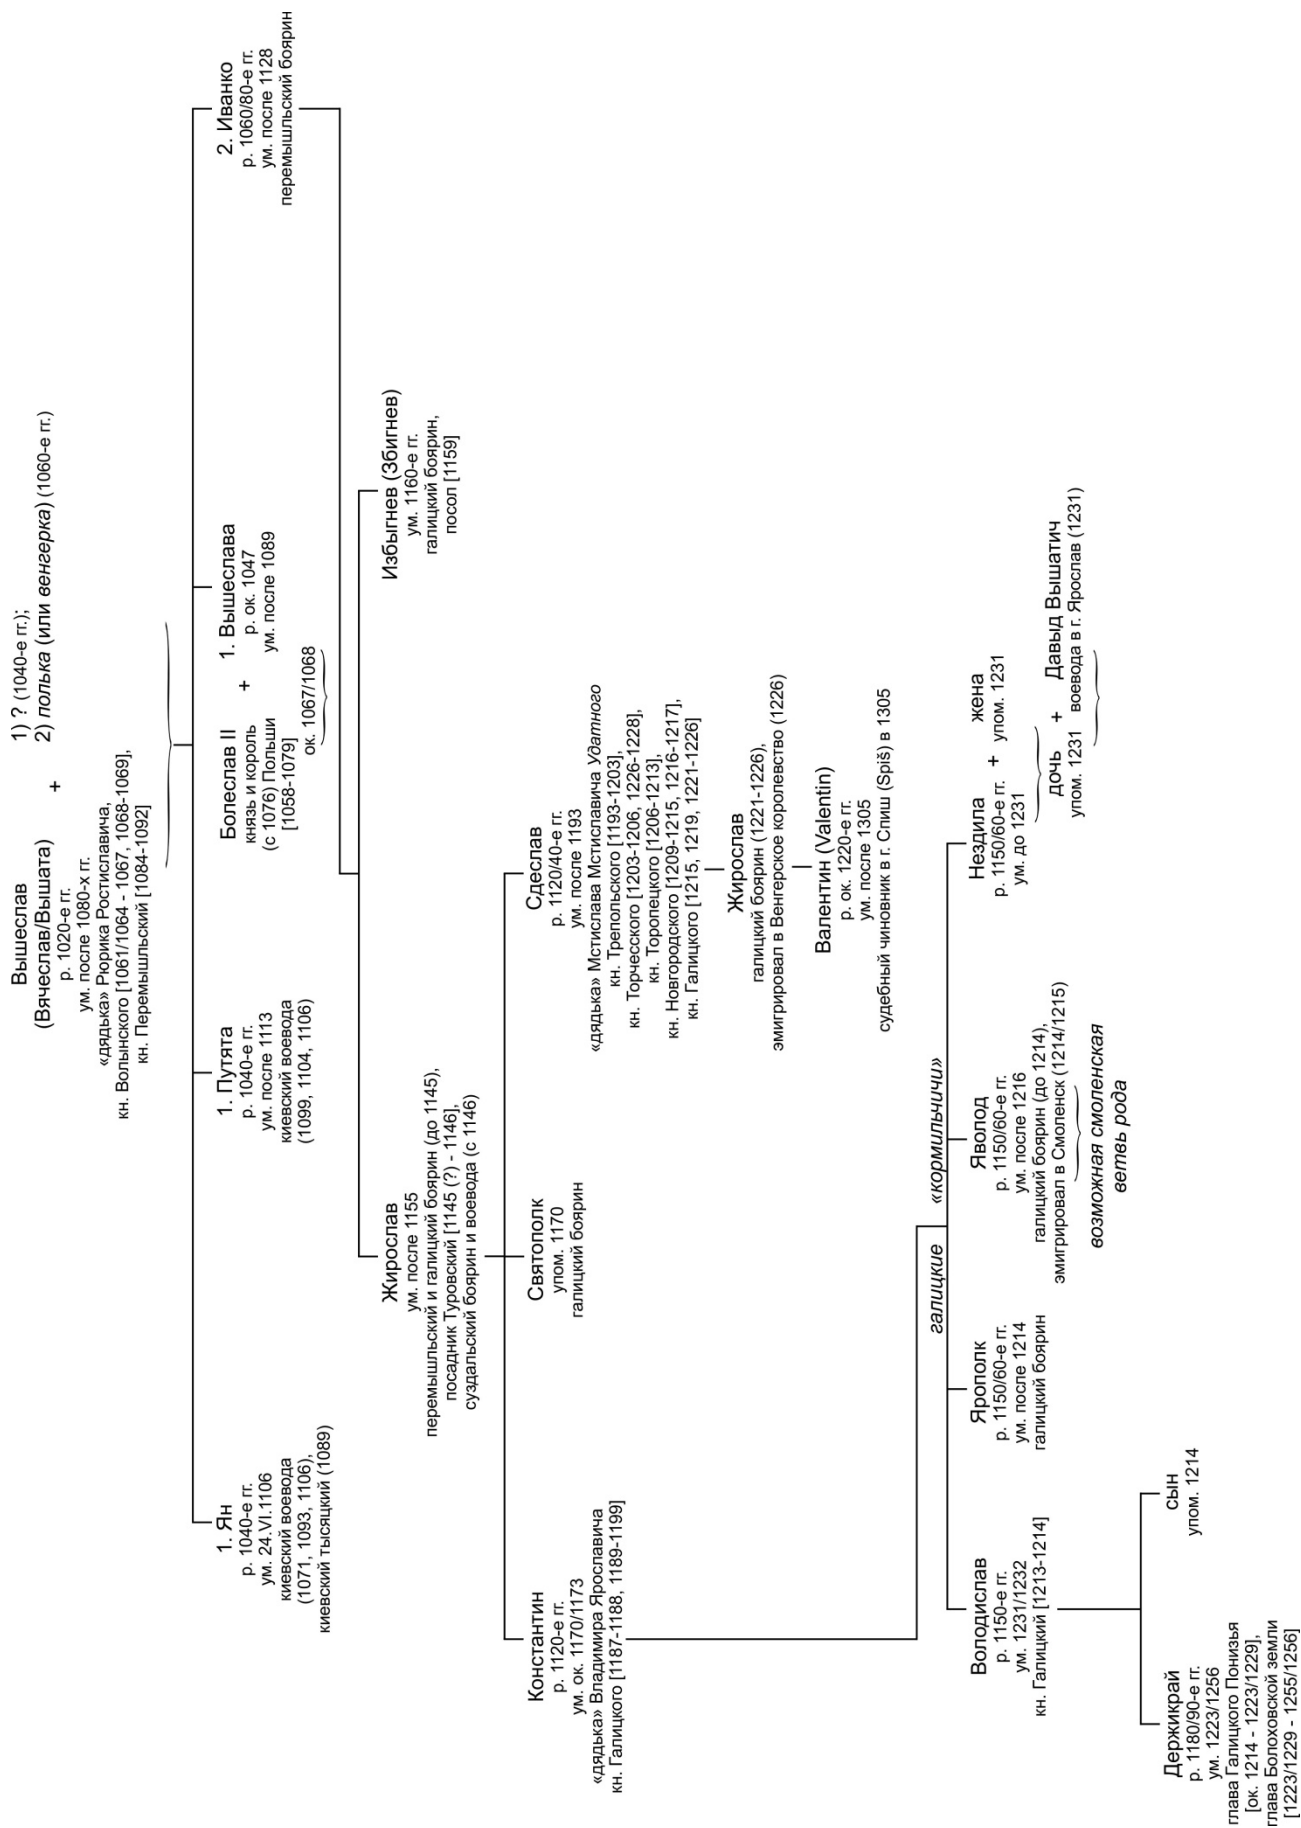 Вышеслав
(Вячеслав/Вышата)
р. 1020-е гг.
ум. после 1080-х гг.
«дядька» Рюрика Ростиславича,
кн. Волынского [1061/1064 - 1067, 1068-1069],
кн. Перемышльский [1084-1092]
+
1) ? (1040-е гг.);
2) полька (или венгерка) (1060-е гг.)
1. Ян
р. 1040-е гг.
ум. 24.VI.1106
киевский воевода
(1071, 1093, 1106),
киевский тысяцкий (1089)
1. Путята
р. 1040-е гг.
ум. после 1113
киевский воевода
(1099, 1104, 1106)
Болеслав II
князь и король
(с 1076) Польши
[1058-1079]
+
1. Вышеслава
р. ок. 1047
ум. после 1089
ок. 1067/1068
2. Иванко
р. 1060/80-е гг.
ум. после 1128
перемышльский боярин
Жирослав
ум. после 1155
перемышльский и галицкий боярин (до 1145),
посадник Туровский [1145 (?) - 1146],
суздальский боярин и воевода (с 1146)
Избыгнев (Збигнев)
ум. 1160-е гг.
галицкий боярин,
посол [1159]
Константин
р. 1120-е гг.
ум. ок. 1170/1173
«дядька» Владимира Ярославича
кн. Галицкого [1187-1188, 1189-1199]
Святополк
упом. 1170
галицкий боярин
Сдеслав
р. 1120/40-е гг.
ум. после 1193
«дядька» Мстислава Мстиславича Удатного
кн. Трепольского [1193-1203],
кн. Торчесского [1203-1206, 1226-1228],
кн. Торопецкого [1206-1213],
кн. Новгородского [1209-1215, 1216-1217],
кн. Галицкого [1215, 1219, 1221-1226]
Жирослав
галицкий боярин (1221-1226),
эмигрировал в Венгерское королевство (1226)
Валентин (Valentin)
р. ок. 1220-е гг.
ум. после 1305
судебный чиновник в г. Спиш (Spiš) в 1305
галицкие
«кормильчичи»
Володислав
р. 1150-е гг.
ум. 1231/1232
кн. Галицкий [1213-1214]
Ярополк
р. 1150/60-е гг.
ум. после 1214
галицкий боярин
Яволод
р. 1150/60-е гг.
ум. после 1216
галицкий боярин (до 1214),
эмигрировал в Смоленск (1214/1215)
возможная смоленская
ветвь рода
Нездила
р. 1150/60-е гг.
ум. до 1231
+
жена
упом. 1231
дочь
упом. 1231
+
Давыд Вышатич
воевода в г. Ярослав (1231)
Держикрай
р. 1180/90-е гг.
ум. 1223/1256
глава Галицкого Понизья
[ок. 1214 - 1223/1229],
глава Болоховской земли
[1223/1229 - 1255/1256]
сын
упом. 1214